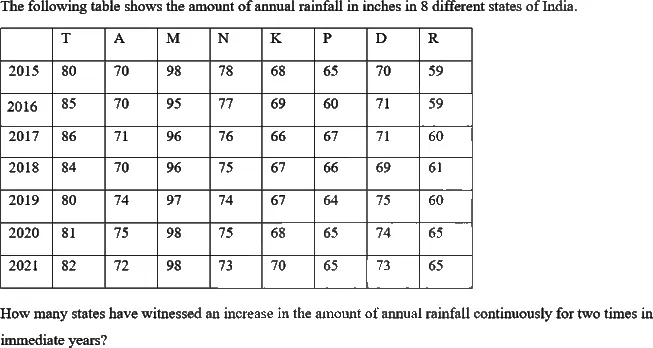 The following table shows the amount of annual rainfall in inches in 8 different states of India.
T A M N K P D R
2015 80 70 98 78 68 65 70 59
2016 85 70 95 77 69 60 71 59
2017 86 71 96 76 66 67 71 60
2018 84 70 96 75 67 66 69 61
2019 80 74 97 74 67 64 75 60
2020 81 75 98 75 68 65 74 65
2021 82 72 98 73 70 65 73 65
How many states have witnessed an increase in the amount of annual rainfall continuously for two times in
immediate years?